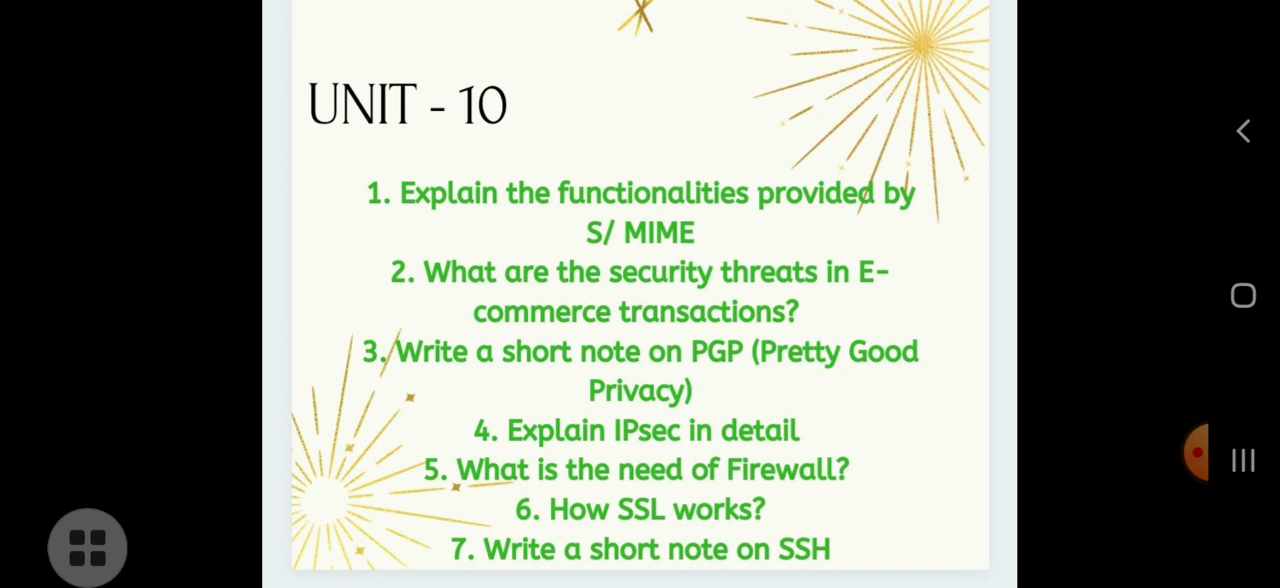 UNIT - 10
1. Explain the functionalities provided by
S/ MIME
2. What are the security threats in E-
commerce transactions?
3. Write a short note on PGP (Pretty Good
Privacy)
4. Explain IPsec in detail
5. What is the need of Firewall?
6. How SSL works?
7. Write a short note on SSH